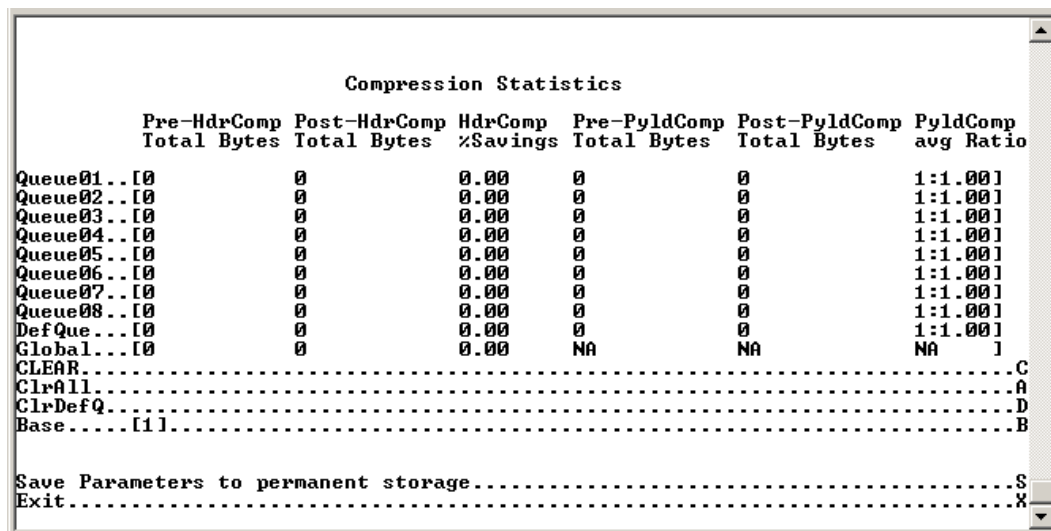 Compression Statistics
Pre-HdrComp Post-HdrComp HdrComp Pre-PyldComp Post-PyldComp PyldComp
Total Bytes Total Bytes %Savings Total Bytes Total Bytes avg Ratio
Queue01..[0 0 0.00 0 0 1:1.00]
Queue02..[0 0 0.00 0 0 1:1.00]
Queue03..[0 0 0.00 0 0 1:1.00]
Queue04..[0 0 0.00 0 0 1:1.00]
Queue05..[0 0 0.00 0 0 1:1.00]
Queue06..[0 0 0.00 0 0 1:1.00]
Queue07..[0 0 0.00 0 0 1:1.00]
Queue08..[0 0 0.00 0 0 1:1.00]
DefQue...[0 0 0.00 0 0 1:1.00]
Global...[0 0 0.00 NA NA NA ]
CLEAR..............................................................................C
ClrAll.............................................................................A
ClrDefQ............................................................................D
Base.....[1].......................................................................B
Save Parameters to permanent storage...............................................S
Exit...............................................................................X